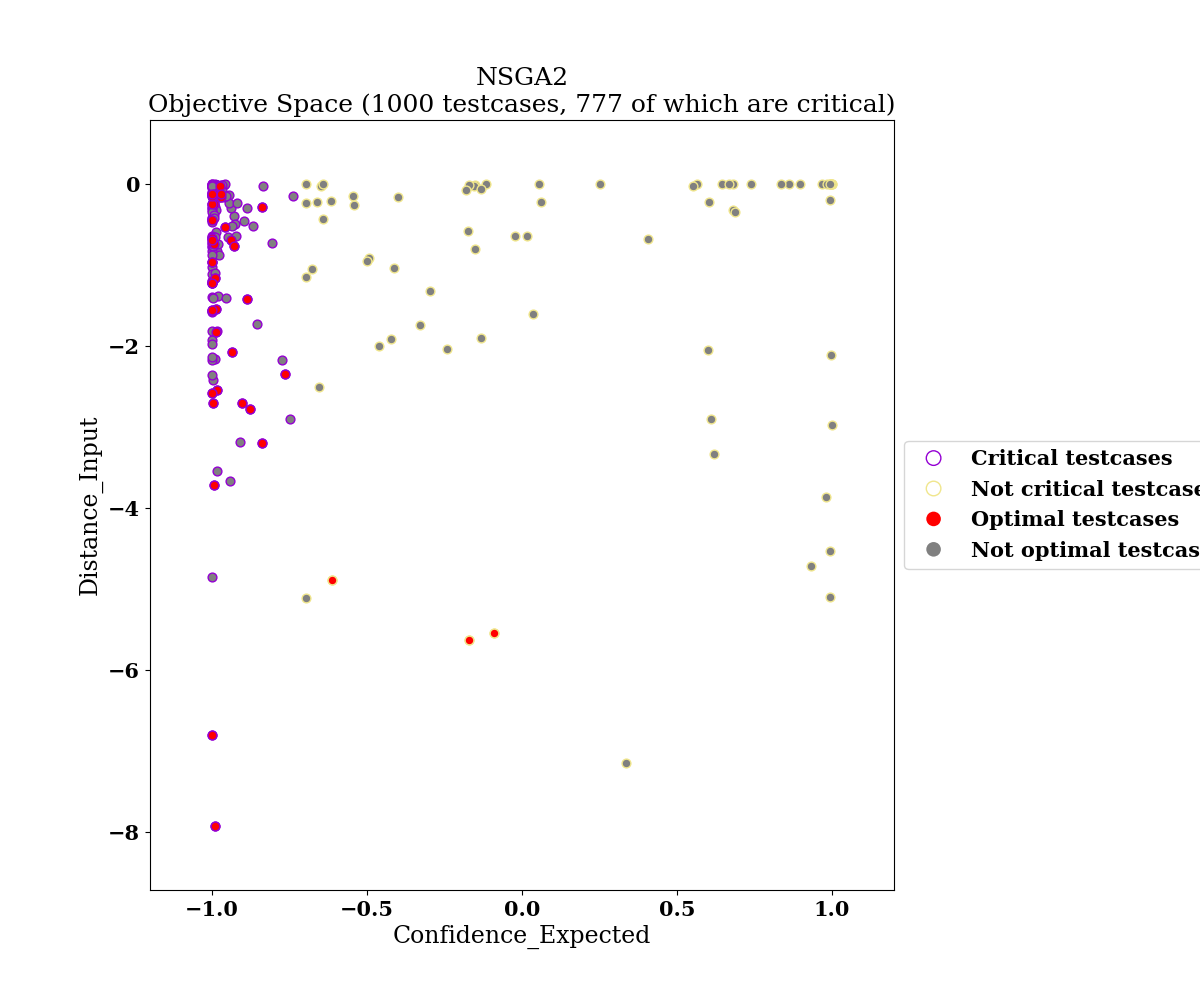 NSGA2
Objective Space (1000 testcases, 777 of which are critical)
0
−2
−4
−6
−8
Distance_Input
−1.0
−0.5
0.0
0.5
1.0
Confidence_Expected
Critical testcases
Not critical testcase
Optimal testcases
Not optimal testcas